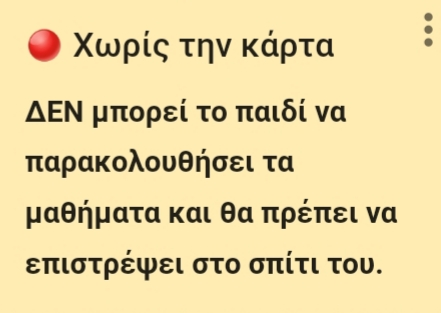 🔴 Χωρίς την κάρτα
ΔΕΝ μπορεί το παιδί να
παρακολουθήσει τα
μαθήματα και θα πρέπει να
επιστρέψει στο σπίτι του.